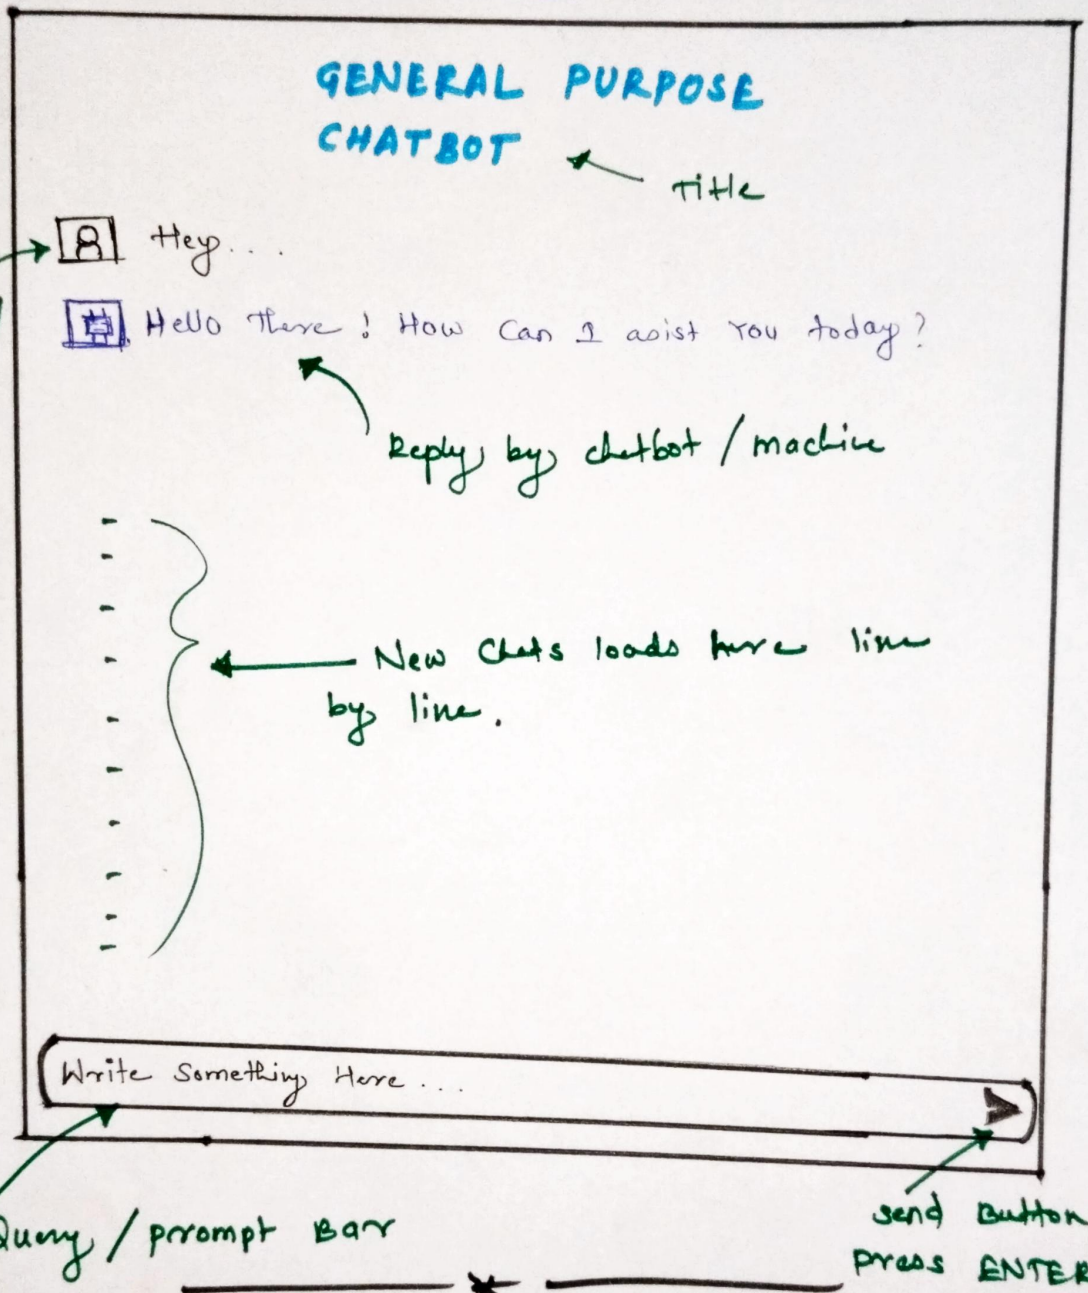 GENERAL PURPOSE
CHATBOT
Title
Hey....
Hello There! How Can I asist You today?
Reply by chatbot / machine
New Chats loads here line
by line.
Write Something Here ...
Query / prompt Bar
send Button
press ENTER